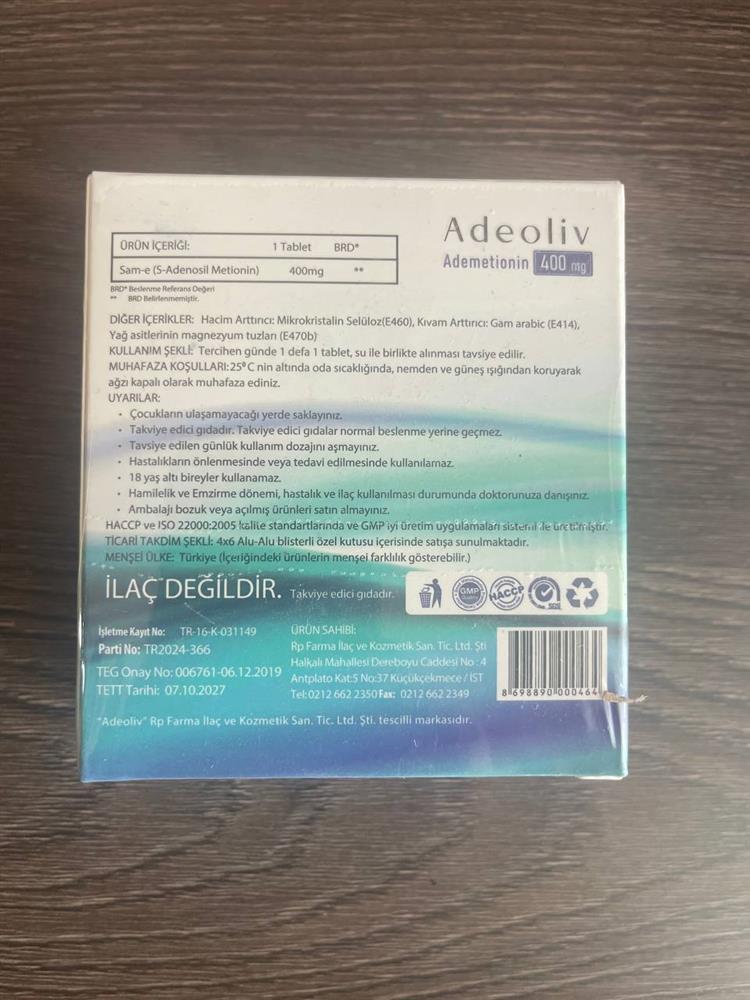 Adeoliv
Ademetionin 400 mg
ÜRÜN İÇERİĞİ: 1 Tablet BRD*
Sam-e (S-Adenosil Metionin) 400mg **
BRD* Beslenme Referans Değeri
** BRD Belirlenmemiştir.
DİĞER İÇERİKLER: Hacim Arttırıcı: Mikrokristalin Selüloz(E460), Kıvam Arttırıcı: Gam arabic (E414),
Yağ asitlerinin magnezyum tuzları (E470b)
KULLANIM ŞEKLİ: Tercihen günde 1 defa 1 tablet, su ile birlikte alınması tavsiye edilir.
MUHAFAZA KOŞULLARI:25⁰ C nin altında oda sıcaklığında, nemden ve güneş ışığından koruyarak
ağzı kapalı olarak muhafaza ediniz.
UYARILAR:
• Çocukların ulaşamayacağı yerde saklayınız.
• Takviye edici gıdadır. Takviye edici gıdalar normal beslenme yerine geçmez.
• Tavsiye edilen günlük kullanım dozajını aşmayınız.
• Hastalıkların önlenmesinde veya tedavi edilmesinde kullanılamaz.
• 18 yaş altı bireyler kullanamaz.
• Hamilelik ve Emzirme dönemi, hastalık ve ilaç kullanılması durumunda doktorunuza danışınız.
• Ambalajı bozuk veya açılmış ürünleri satın almayınız.
HACCP ve ISO 22000:2005 kalite standartlarında ve GMP iyi üretim uygulamaları sistemi ile üretilmiştir.
TİCARİ TAKDİM ŞEKLİ: 4x6 Alu-Alu blisterli özel kutusu içerisinde satışa sunulmaktadır.
MENŞEİ ÜLKE: Türkiye (İçeriğindeki ürünlerin menşei farklılık gösterebilir.)
İLAÇ DEĞİLDİR. Takviye edici gıdadır.
GMP
HACCP
SGS
İşletme Kayıt No: TR-16-K-031149
Parti No: TR2024-366
TEG Onay No: 006761-06.12.2019
TETT Tarihi: 07.10.2027
ÜRÜN SAHİBİ:
Rp Farma İlaç ve Kozmetik San. Tic. Ltd. Şti
Halkalı Mahallesi Dereboyu Caddesi No : 4
Antplato Kat:5 No:37 Küçükçekmece / İST
Tel:0212 662 2350 Fax: 0212 662 2349
8 698890 000464
"Adeoliv" Rp Farma İlaç ve Kozmetik San. Tic. Ltd. Şti. tescilli markasıdır.